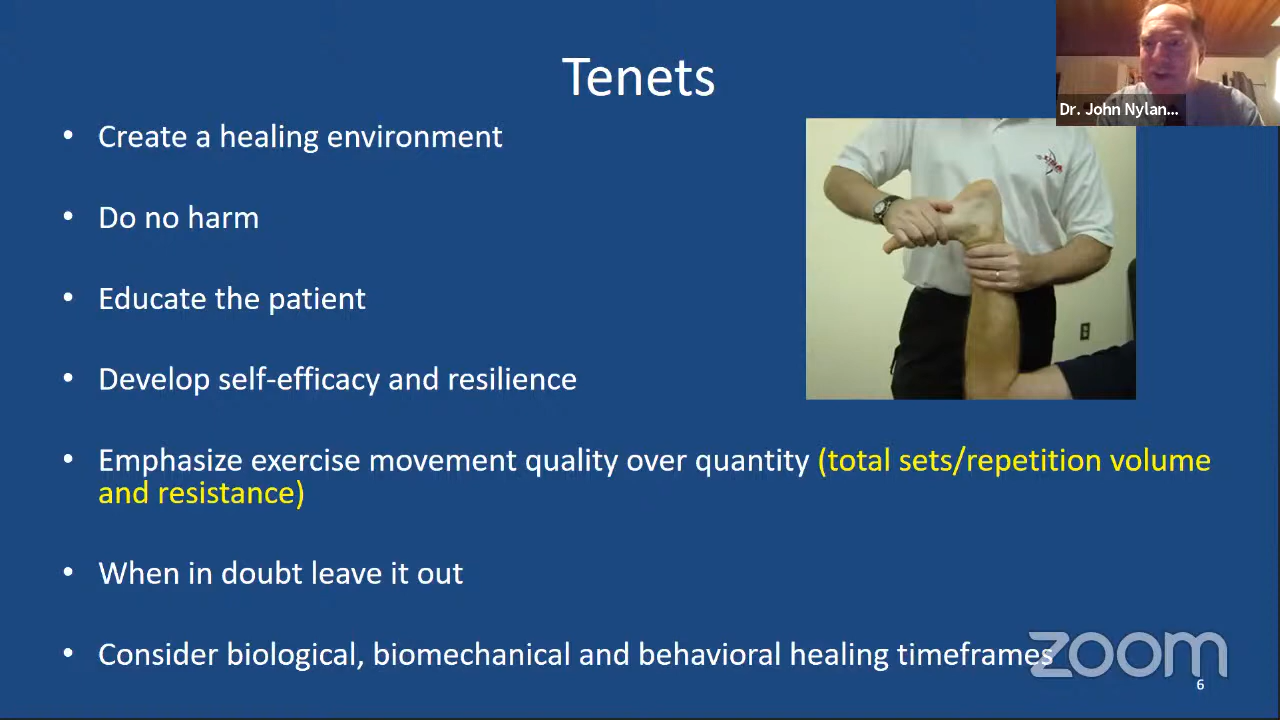 Tenets
Dr. John Nylan...
• Create a healing environment
• Do no harm
• Educate the patient
• Develop self-efficacy and resilience
• Emphasize exercise movement quality over quantity (total sets/repetition volume
and resistance)
• When in doubt leave it out
• Consider biological, biomechanical and behavioral healing timeframes
zoom
6